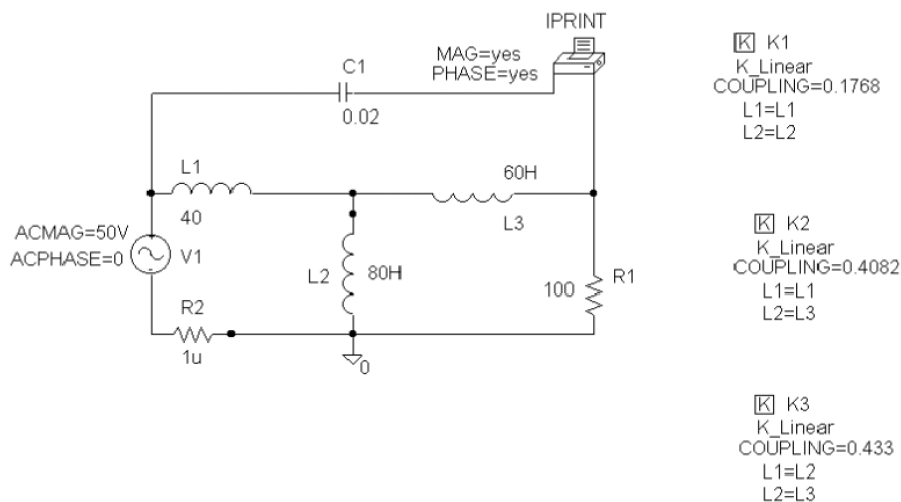 IPRINT
MAG=yes
PHASE=yes
C1
0.02
L1
40
60H
L3
ACMAG=50V
ACPHASE=0
V1
L2
80H
R1
100
R2
1u
0
K K1
K_Linear
COUPLING=0.1768
L1=L1
L2=L2
K K2
K_Linear
COUPLING=0.4082
L1=L1
L2=L3
K K3
K_Linear
COUPLING=0.433
L1=L2
L2=L3